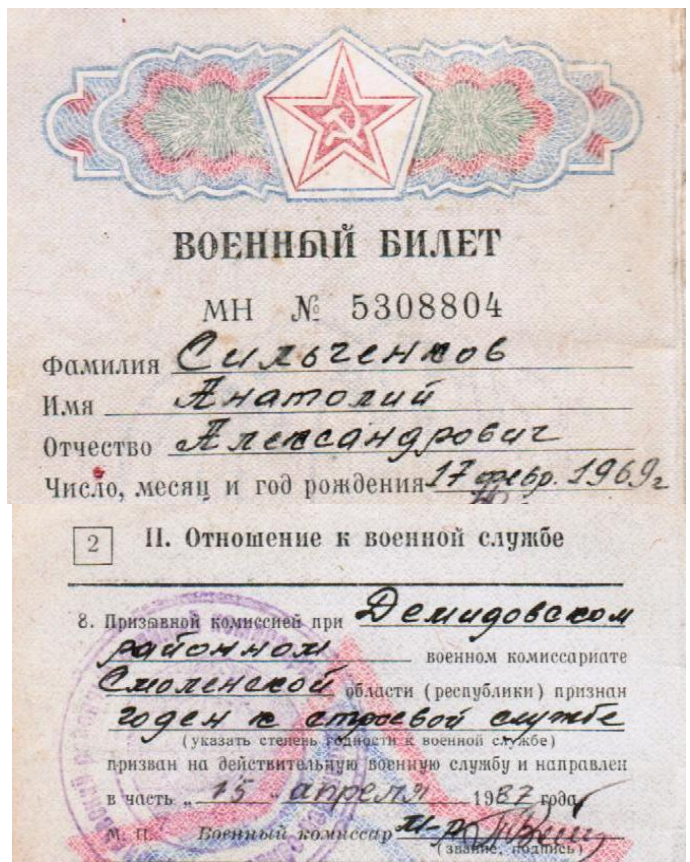 ВОЕННЫЙ БИЛЕТ
МН № 5308804
Фамилия Сильченков
Имя Анатолий
Отчество Александрович
Число, месяц и год рождения 17 февр. 1969 г
2 II. Отношение к военной службе
8. Призывной комиссией при Демидовском
районном военном комиссариате
Смоленской области (республики) признан
годен к строевой службе
(указать степень годности к военной службе)
призван на действительную военную службу и направлен
в часть „15" апреля 1987 года
М. П. Военный комиссар м-р
(звание, подпись)